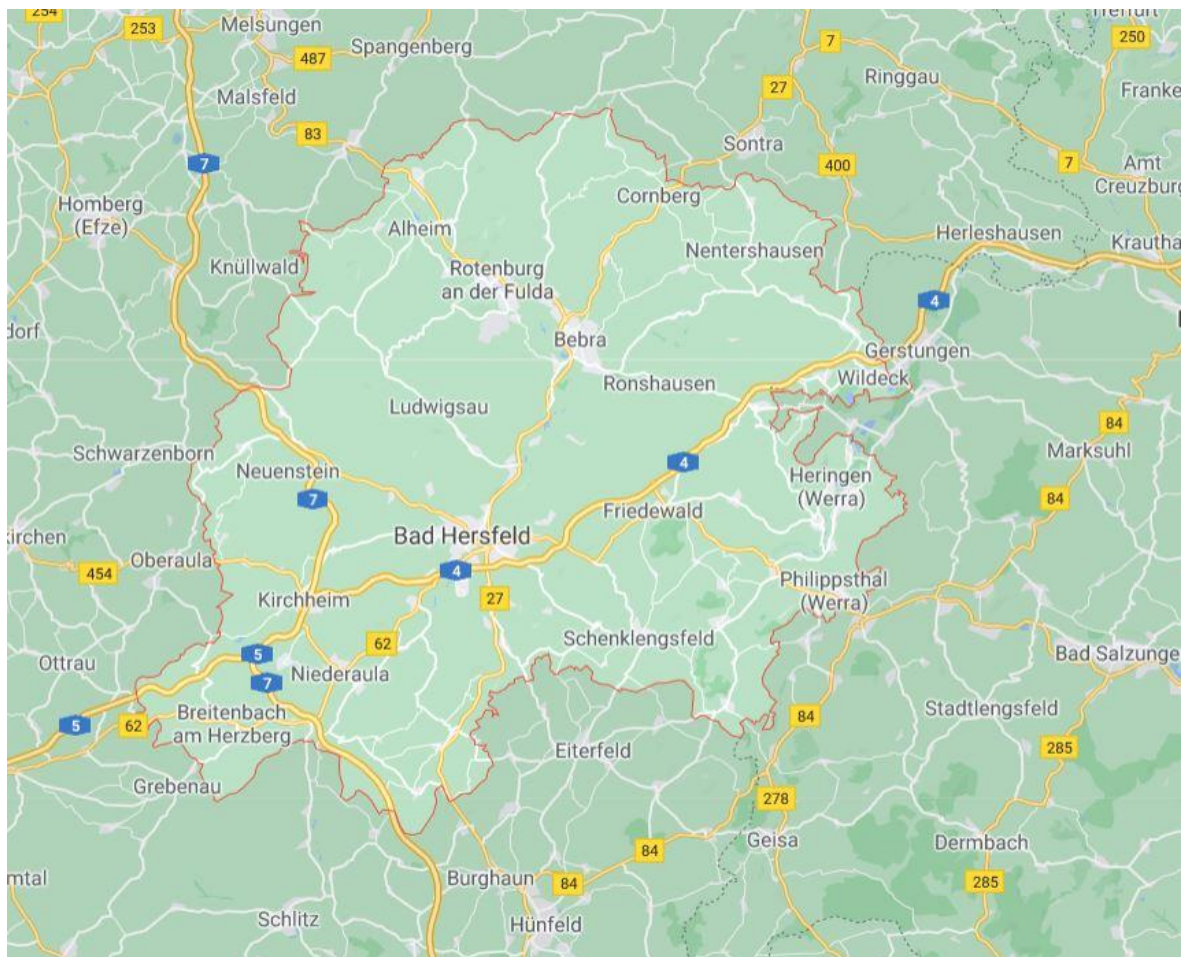 254
253
Melsungen
Spangenberg
487
7
Treffurt
250
Ringgau
27
Malsfeld
83
Sontra
400
Franke
7
7
Amt
Creuzburg
Homberg
(Efze)
Cornberg
Alheim
Nentershausen
Herleshausen
Krautha
Knüllwald
Rotenburg
an der Fulda
4
dorf
Bebra
Gerstungen
Wildeck
Ronshausen
Ludwigsau
84
Schwarzenborn
Marksuhl
Neuenstein
4
Heringen
(Werra)
7
84
Friedewald
kirchen
Bad Hersfeld
Oberaula
454
4
Philippsthal
(Werra)
Kirchheim
27
62
Schenklengsfeld
5
Ottrau
Niederaula
Bad Salzunge
7
Breitenbach
am Herzberg
84
Stadtlengsfeld
5
62
Eiterfeld
285
Grebenau
278
Geisa
Dermbach
84
mtal
Burghaun
84
285
Schlitz
Hünfeld